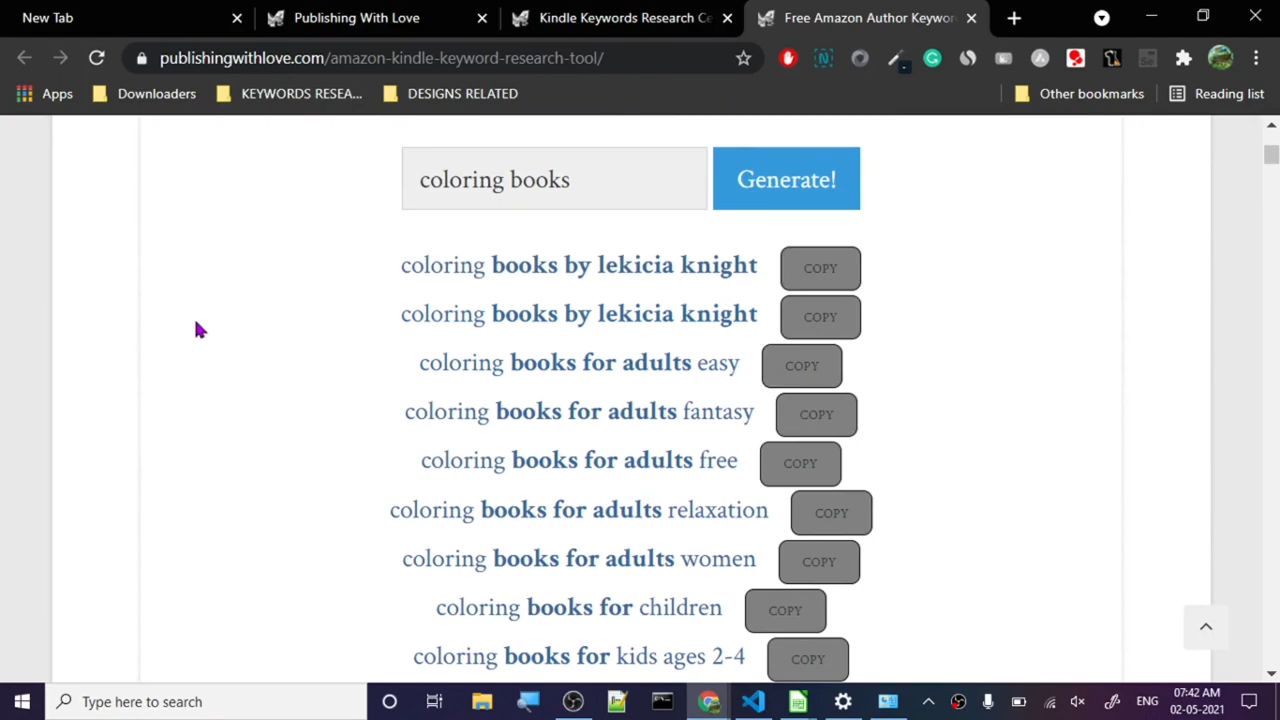 New Tab
Publishing With Love
Kindle Keywords Research Ce
Free Amazon Author Keywor
publishingwithlove.com/amazon-kindle-keyword-research-tool/
Apps
Downloaders
KEYWORDS RESEA...
DESIGNS RELATED
Other bookmarks
Reading list
coloring books
Generate!
coloring books by lekicia knight COPY
coloring books by lekicia knight COPY
coloring books for adults easy COPY
coloring books for adults fantasy COPY
coloring books for adults free COPY
coloring books for adults relaxation COPY
coloring books for adults women COPY
coloring books for children COPY
coloring books for kids ages 2-4 COPY
Type here to search
ENG
07:42 AM
02-05-2021